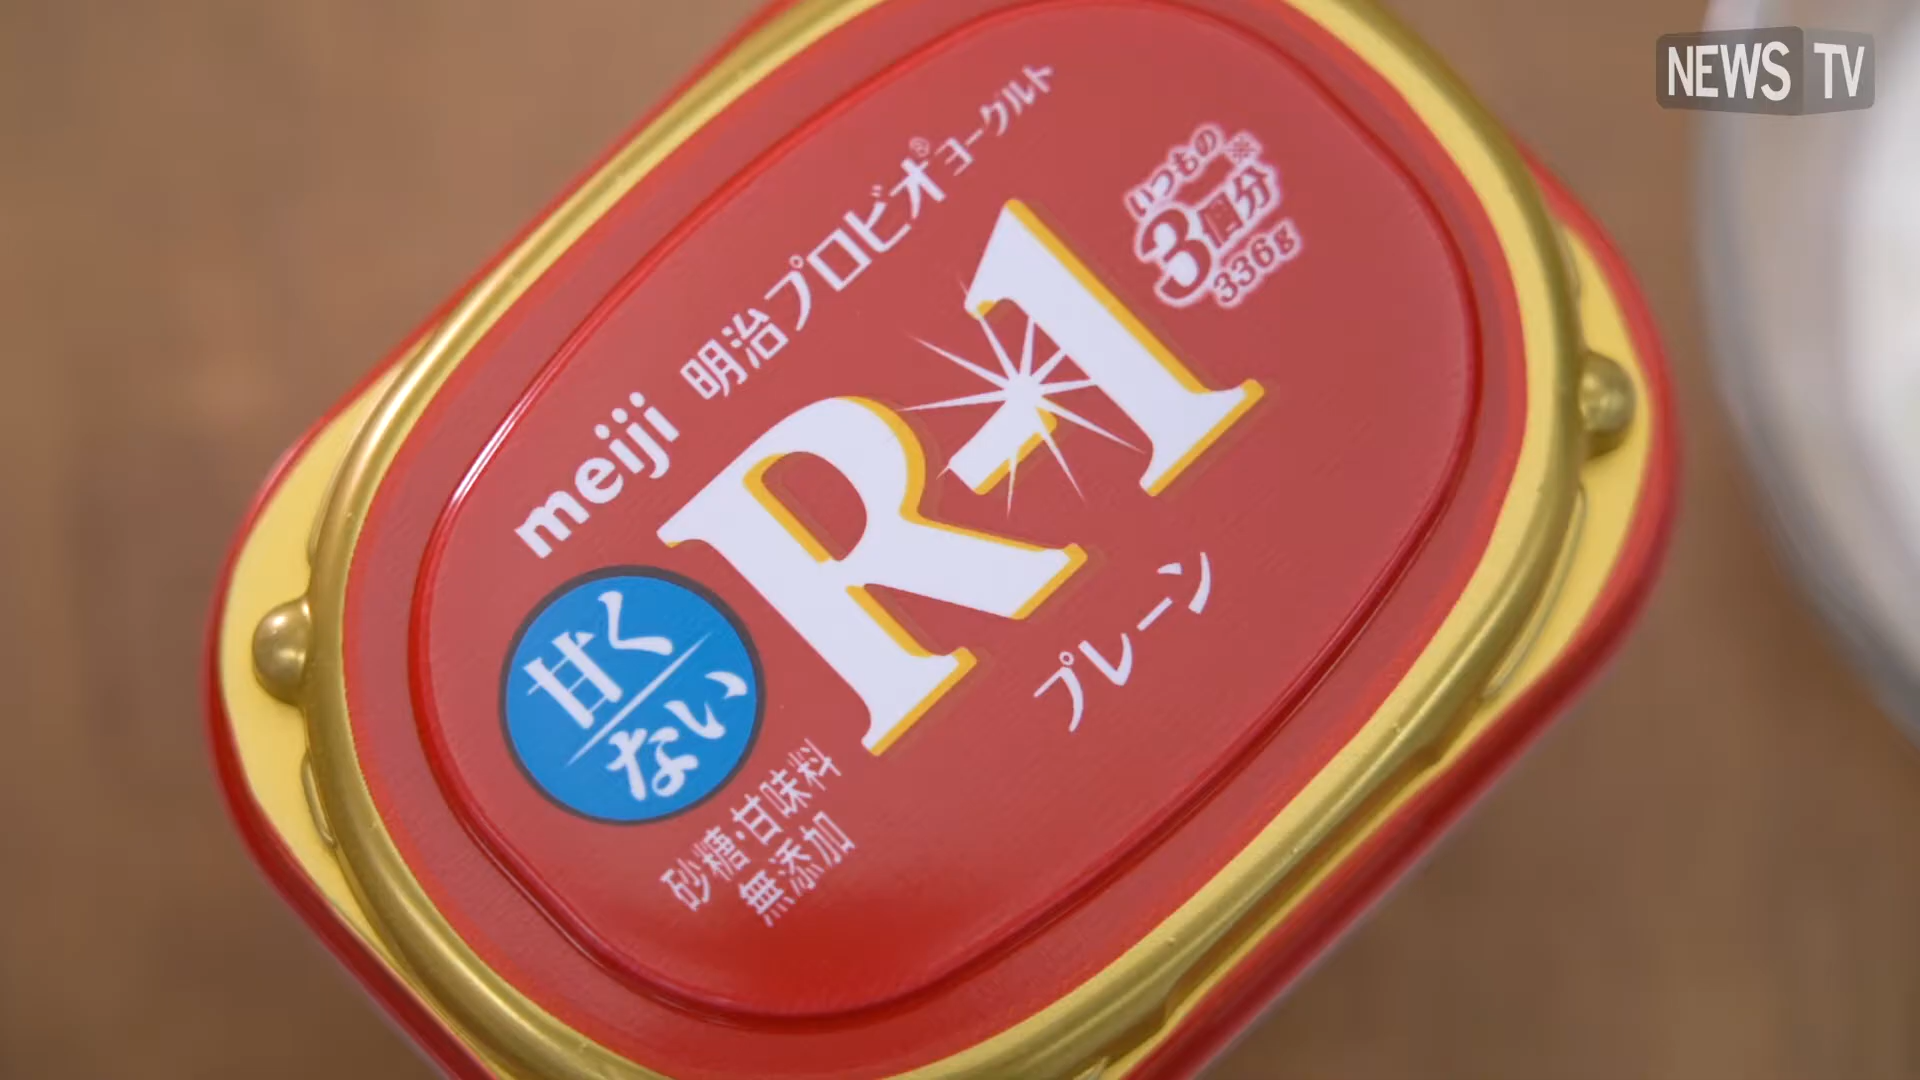 NEWS TV
meiji 明治プロビオ®ヨーグルト
R-1
いつもの※
3個分
336g
プレーン
甘く
ない
砂糖・甘味料
無添加